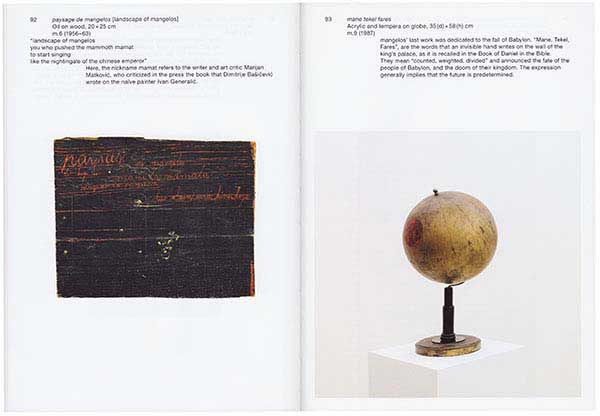 92 paysage de mangelos [landscape of mangelos]
Oil on wood, 20 x 25 cm
m.6 (1956–63)
"landscape of mangelos
you who pushed the mammoth mamat
to start singing
like the nightingale of the chinese emperor"
Here, the nickname mamat refers to the writer and art critic Marijan
Matković, who criticized in the press the book that Dimitrije Bašičević
wrote on the naïve painter Ivan Generalić.
paysage
93 mane tekel fares
Acrylic and tempera on globe, 35 (d) x 58 (h) cm
m.9 (1987)
mangelos' last work was dedicated to the fall of Babylon. "Mane, Tekel,
Fares", are the words that an invisible hand writes on the wall of the
king's palace, as it is recalled in the Book of Daniel in the Bible.
They mean "counted, weighted, divided" and announced the fate of the
people of Babylon, and the doom of their kingdom. The expression
generally implies that the future is predetermined.